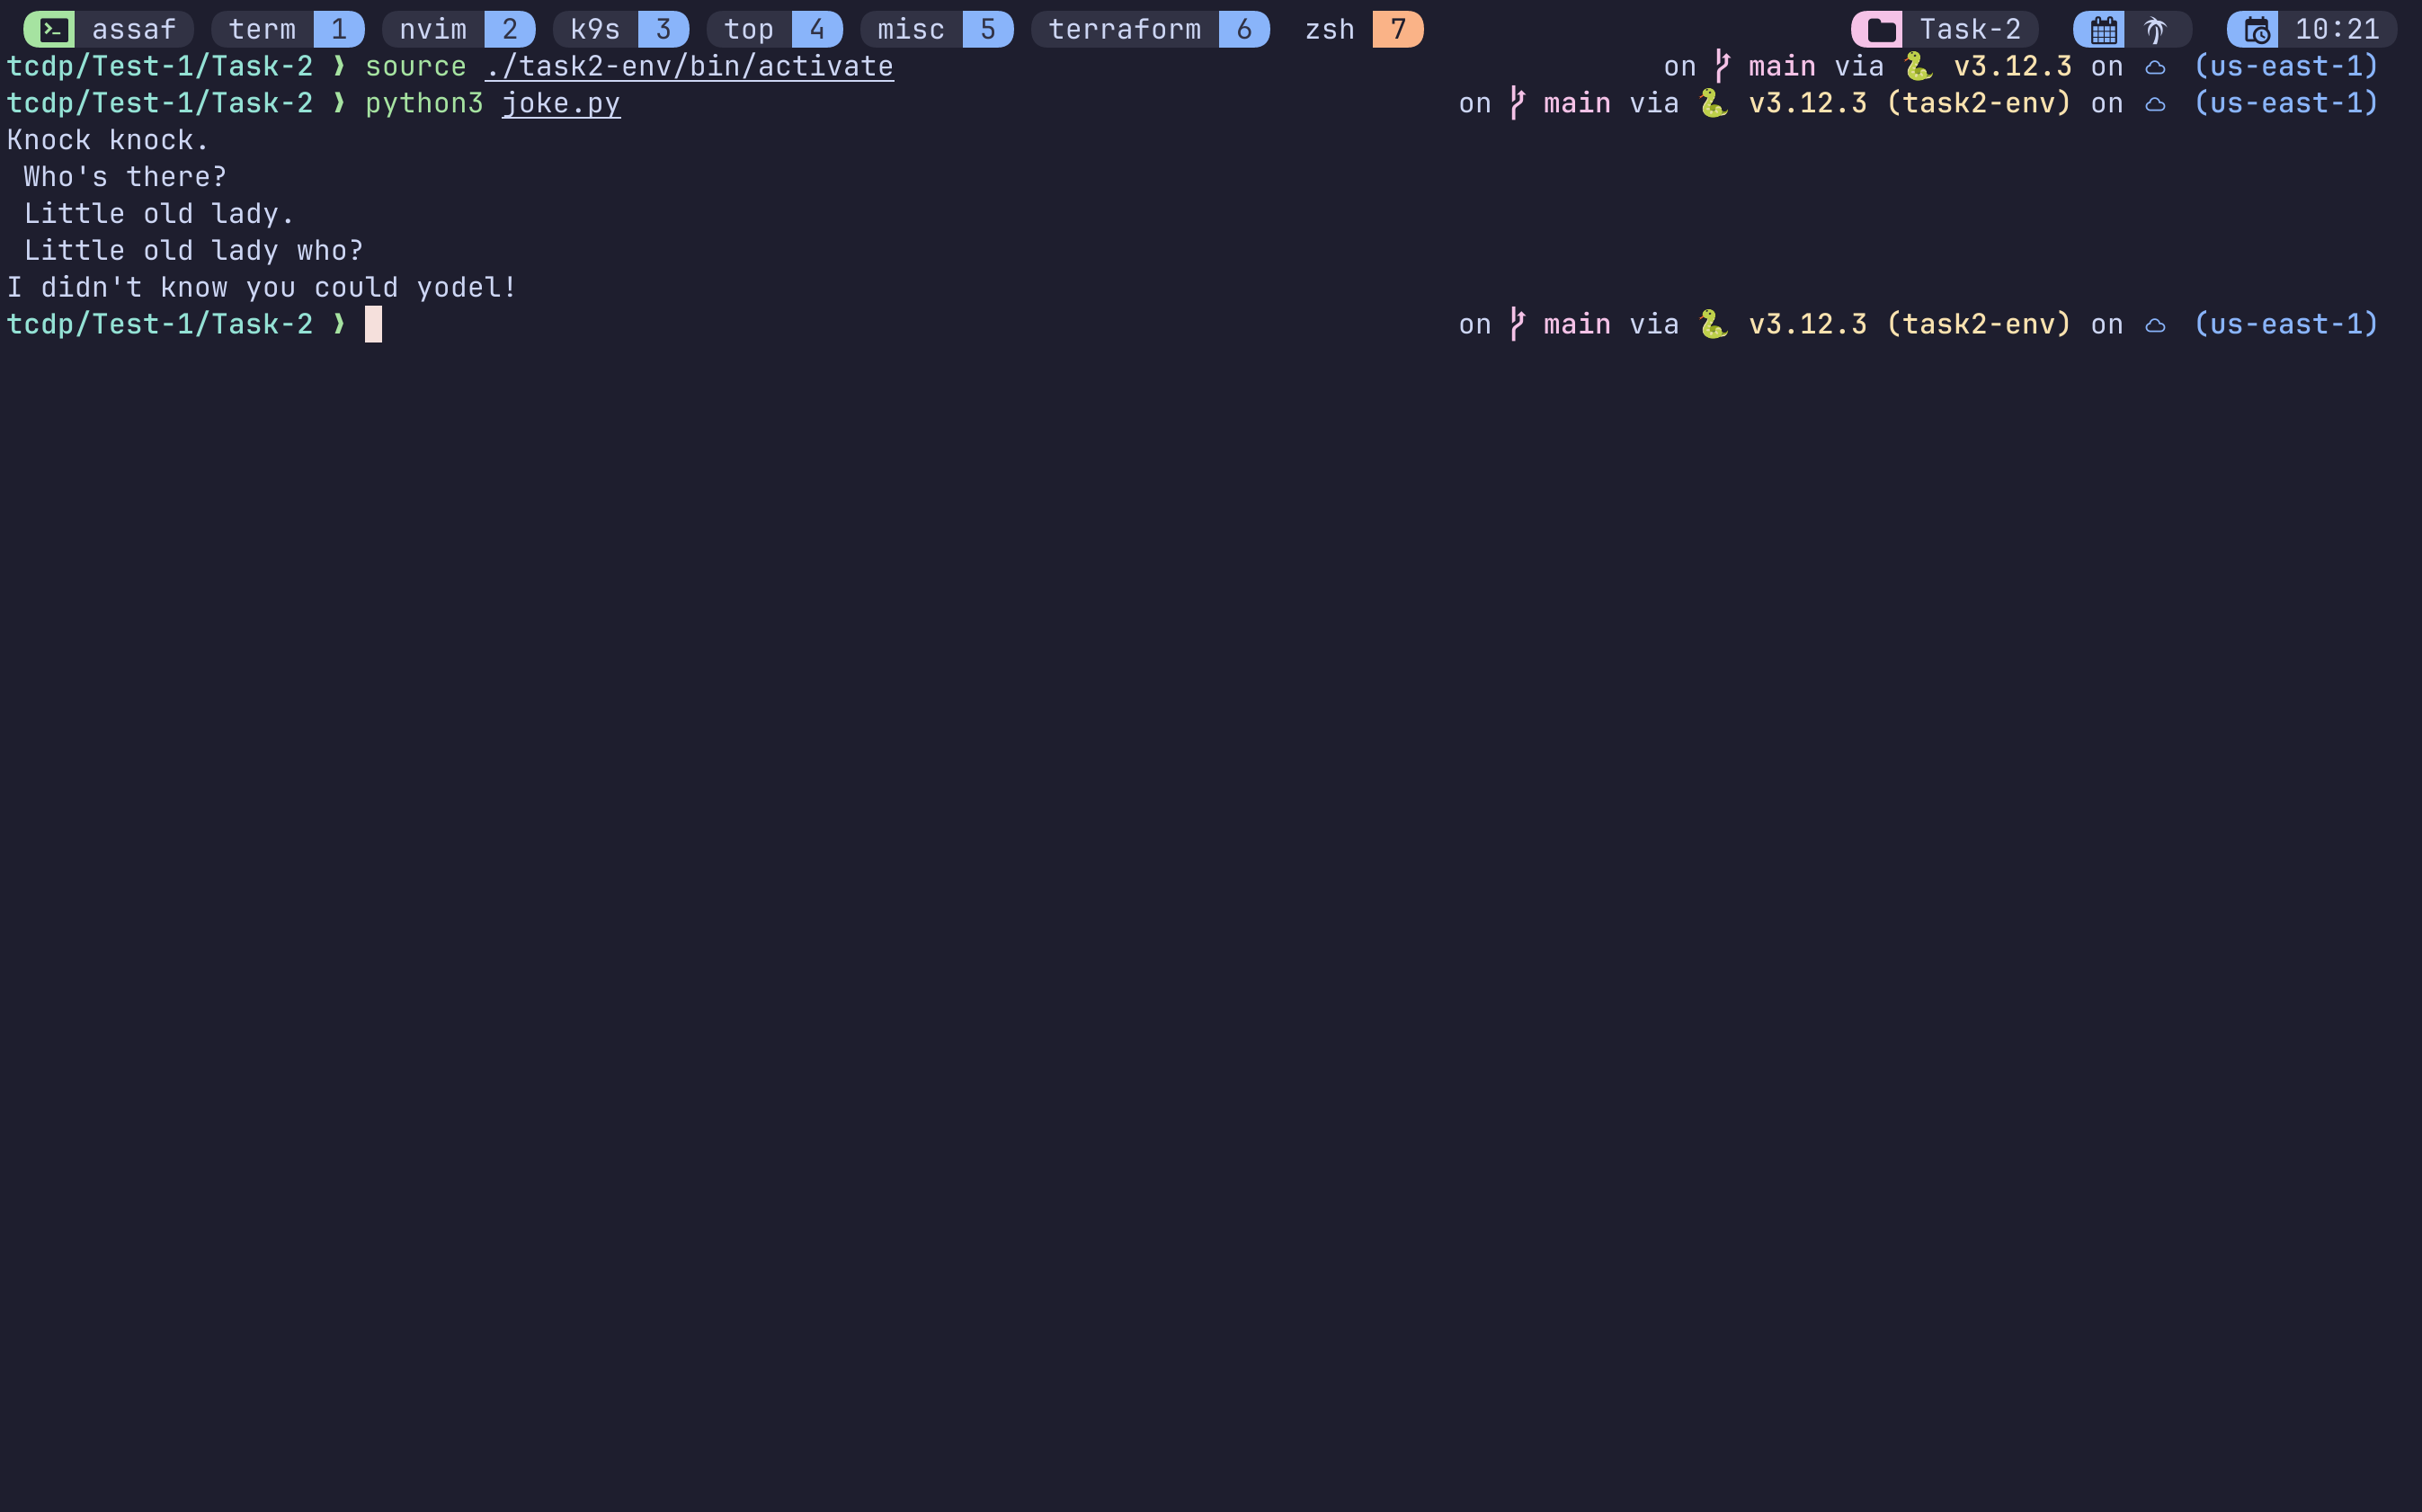 assaf term 1 nvim 2 k9s 3 top 4 misc 5 terraform 6 zsh 7 Task-2 10:21
tcdp/Test-1/Task-2 ❱ source ./task2-env/bin/activate on main via 🐍 v3.12.3 on (us-east-1)
tcdp/Test-1/Task-2 ❱ python3 joke.py on main via 🐍 v3.12.3 (task2-env) on (us-east-1)
Knock knock.
Who's there?
Little old lady.
Little old lady who?
I didn't know you could yodel!
tcdp/Test-1/Task-2 ❱ on main via 🐍 v3.12.3 (task2-env) on (us-east-1)